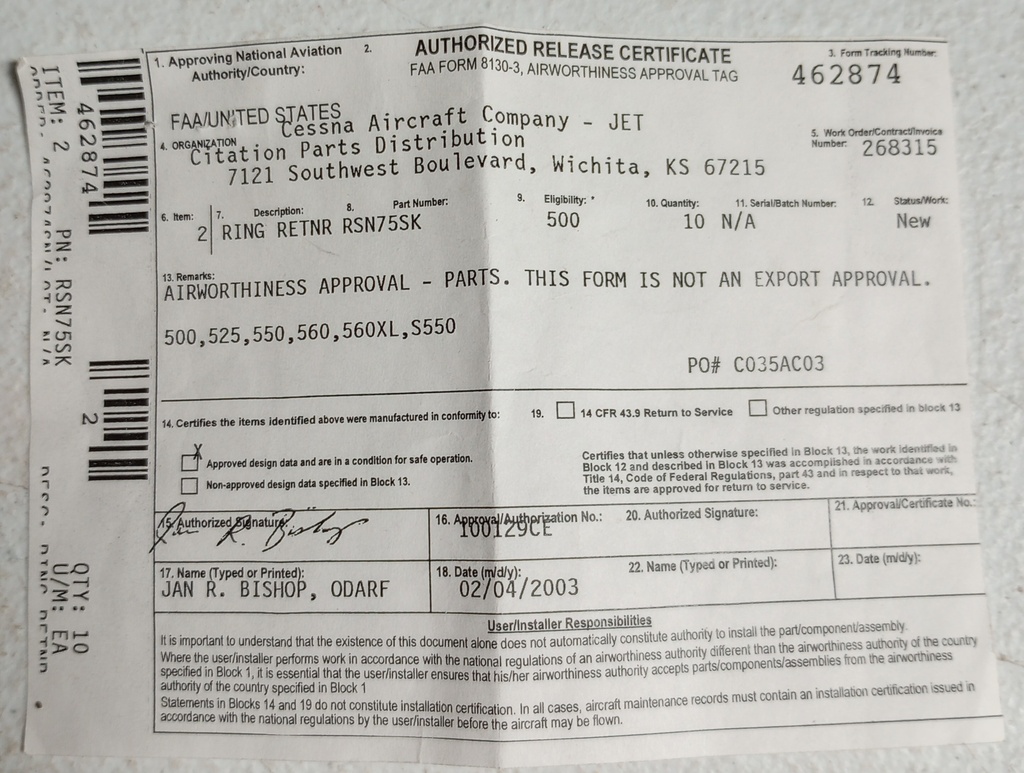 1. Approving National Aviation Authority/Country:
2.
AUTHORIZED RELEASE CERTIFICATE
FAA FORM 8130-3, AIRWORTHINESS APPROVAL TAG
3. Form Tracking Number:
462874
FAA/UNITED STATES
4. ORGANIZATION
Cessna Aircraft Company - JET
Citation Parts Distribution
7121 Southwest Boulevard, Wichita, KS 67215
5. Work Order/Contract/Invoice
Number: 268315
6. Item: 7. Description: 8. Part Number: 9. Eligibility: * 10. Quantity: 11. Serial/Batch Number: 12. Status/Work:
2 RING RETNR RSN75SK 500 10 N/A New
13. Remarks:
AIRWORTHINESS APPROVAL - PARTS. THIS FORM IS NOT AN EXPORT APPROVAL.
500,525,550,560,560XL,S550
PO# C035AC03
14. Certifies the items identified above were manufactured in conformity to:
X Approved design data and are in a condition for safe operation.
Non-approved design data specified in Block 13.
19. 14 CFR 43.9 Return to Service Other regulation specified in block 13
Certifies that unless otherwise specified in Block 13, the work identified in
Block 12 and described in Block 13 was accomplished in accordance with
Title 14, Code of Federal Regulations, part 43 and in respect to that work,
the items are approved for return to service.
15. Authorized Signature:
Jan R. Bishop
16. Approval/Authorization No.:
100129CE
20. Authorized Signature:
21. Approval/Certificate No.:
17. Name (Typed or Printed):
JAN R. BISHOP, ODARF
18. Date (m/d/y):
02/04/2003
22. Name (Typed or Printed):
23. Date (m/d/y):
User/Installer Responsibilities
It is important to understand that the existence of this document alone does not automatically constitute authority to install the part/component/assembly.
Where the user/installer performs work in accordance with the national regulations of an airworthiness authority different than the airworthiness authority of the country
specified in Block 1, it is essential that the user/installer ensures that his/her airworthiness authority accepts parts/components/assemblies from the airworthiness
authority of the country specified in Block 1
Statements in Blocks 14 and 19 do not constitute installation certification. In all cases, aircraft maintenance records must contain an installation certification issued in
accordance with the national regulations by the user/installer before the aircraft may be flown.
462874
2
ITEM: 2 PN: RSN75SK QTY: 10
U/M: EA